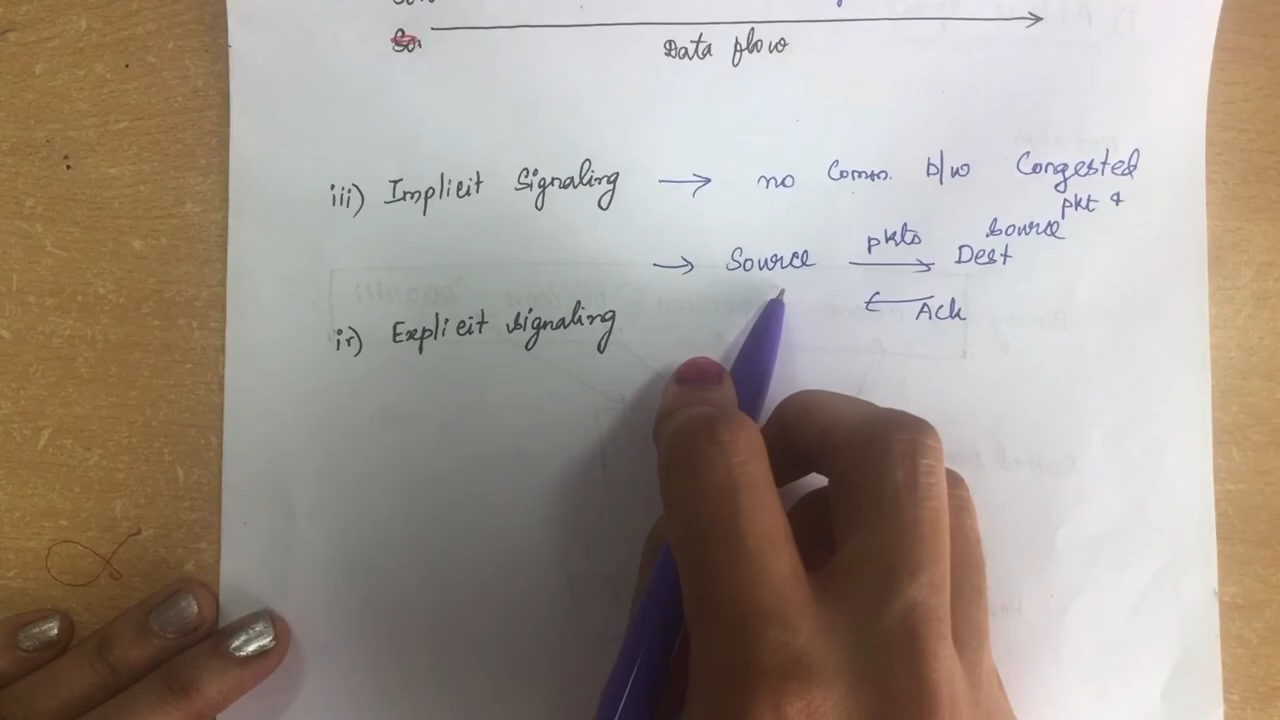 Data flow
iii) Implicit Signaling → no Comm. b/w Congested
pkt &
source
→ Source pkts → Dest
← Ack
iv) Explicit signaling